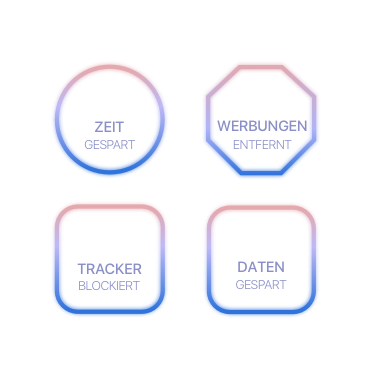 ZEIT
GESPART
WERBUNGEN
ENTFERNT
TRACKER
BLOCKIERT
DATEN
GESPART